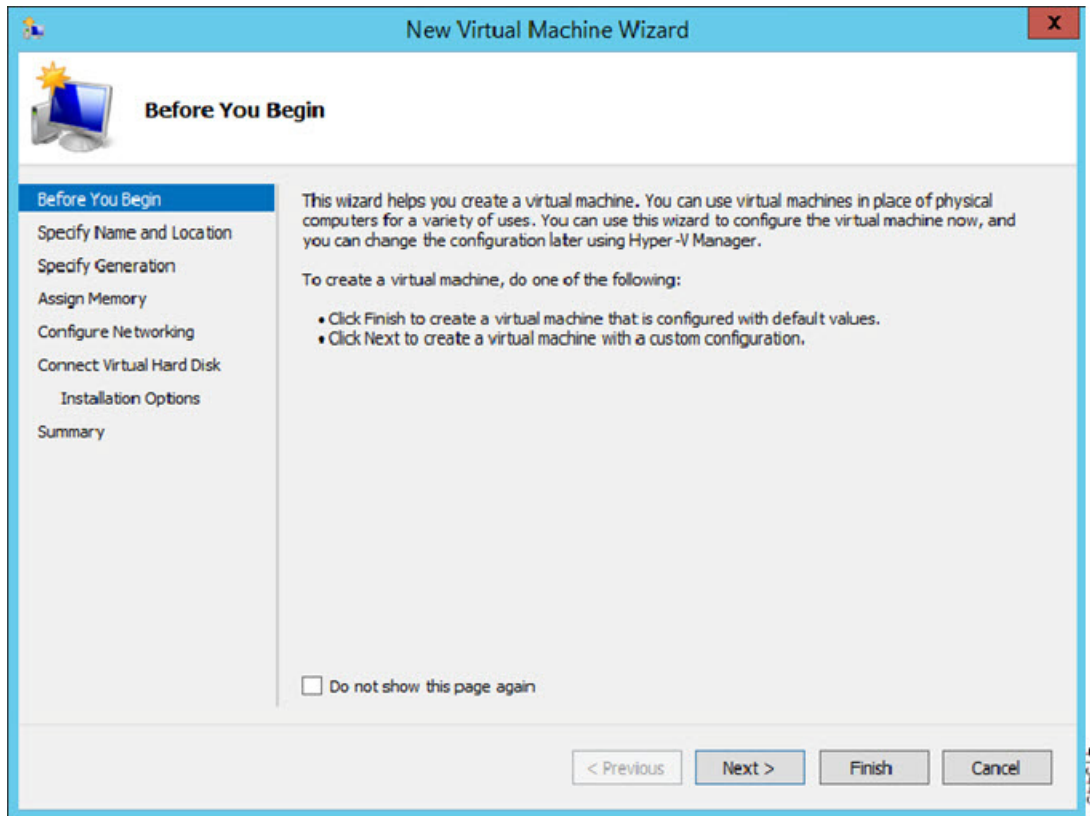 New Virtual Machine Wizard
X
Before You Begin
Before You Begin
Specify Name and Location
Specify Generation
Assign Memory
Configure Networking
Connect Virtual Hard Disk
Installation Options
Summary
This wizard helps you create a virtual machine. You can use virtual machines in place of physical
computers for a variety of uses. You can use this wizard to configure the virtual machine now, and
you can change the configuration later using Hyper-V Manager.
To create a virtual machine, do one of the following:
• Click Finish to create a virtual machine that is configured with default values.
• Click Next to create a virtual machine with a custom configuration.
Do not show this page again
< Previous
Next >
Finish
Cancel